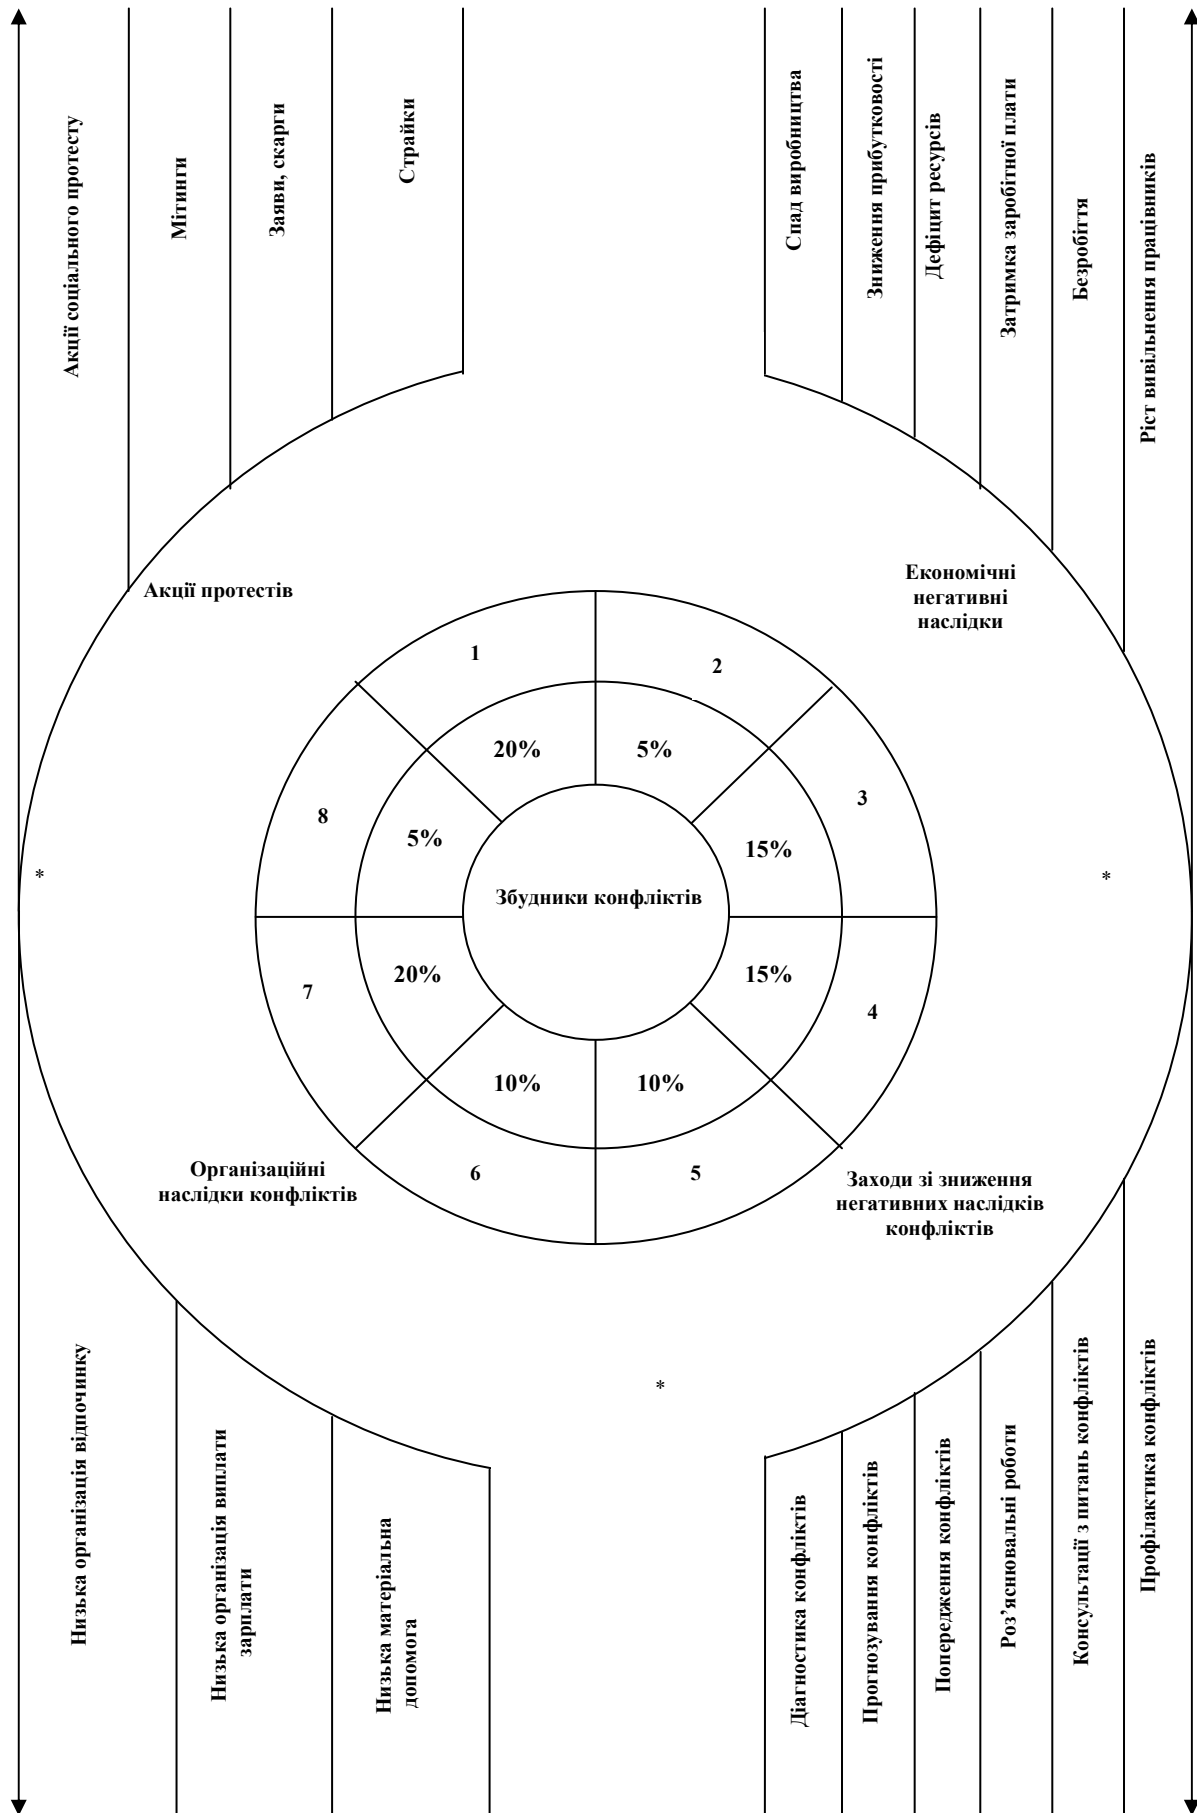 Акції соціального протесту
Мітинги
Заяви, скарги
Страйки
Спад виробництва
Зниження прибутковості
Дефіцит ресурсів
Затримка заробітної плати
Безробіття
Ріст вивільнення працівників
Акції протестів
Економічні
негативні
наслідки
1
2
20%
5%
8
3
5%
15%
*
*
Збудники конфліктів
7
20%
15%
4
10%
10%
6
5
Організаційні
наслідки конфліктів
Заходи зі зниження
негативних наслідків
конфліктів
*
Низька організація відпочинку
Низька організація виплати
зарплати
Низька матеріальна
допомога
Діагностика конфліктів
Прогнозування конфліктів
Попередження конфліктів
Роз’яснювальні роботи
Консультації з питань конфліктів
Профілактика конфліктів